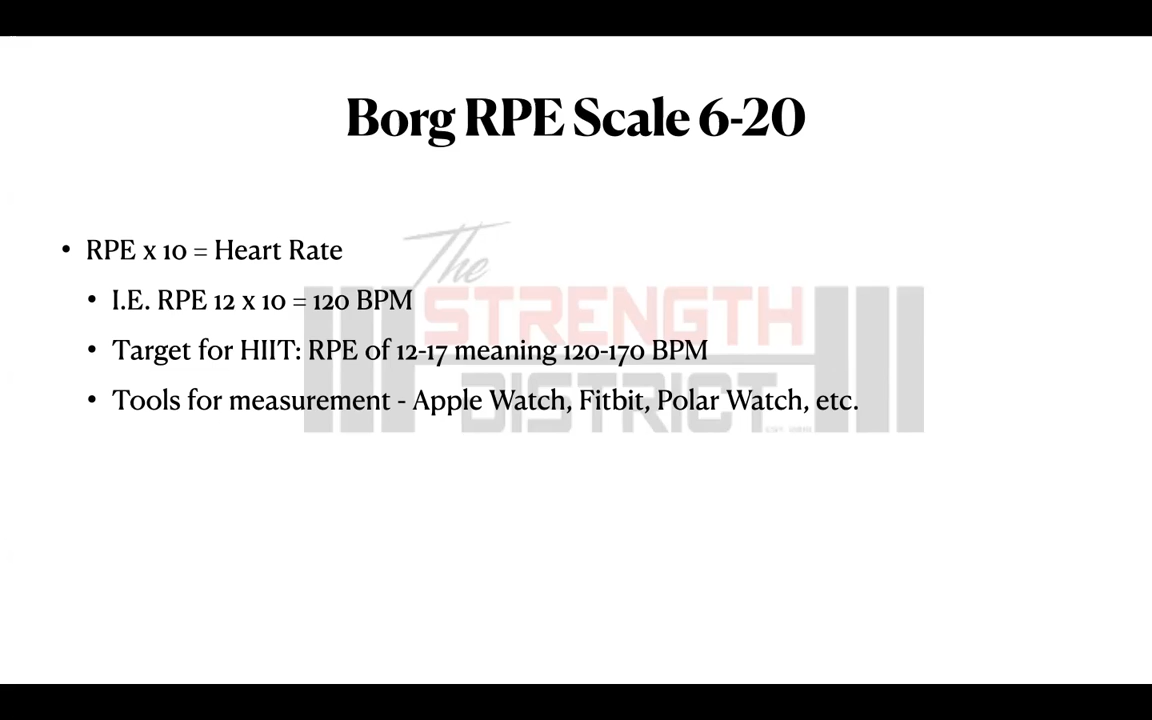 Borg RPE Scale 6-20
• RPE x 10 = Heart Rate
• I.E. RPE 12 x 10 = 120 BPM
• Target for HIIT: RPE of 12-17 meaning 120-170 BPM
• Tools for measurement - Apple Watch, Fitbit, Polar Watch, etc.
The
STRENGTH
DISTRICT